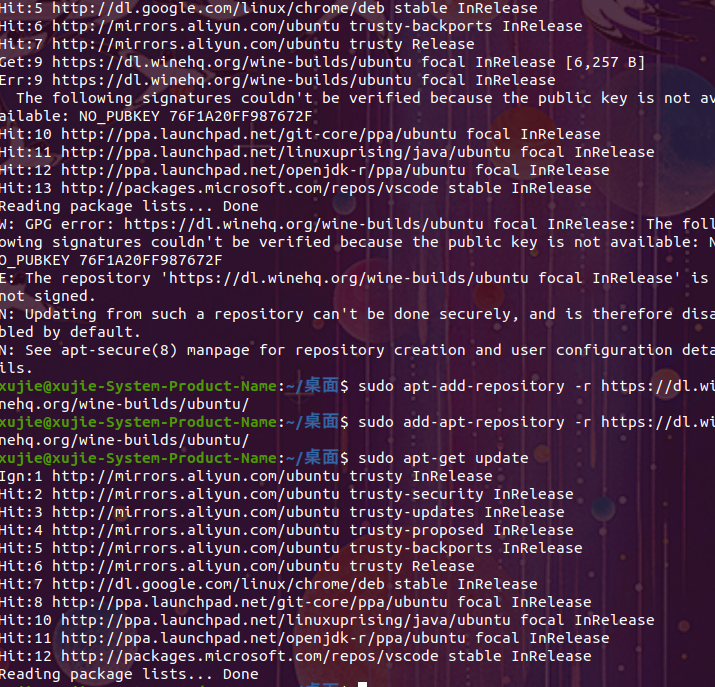 Hit:5 http://dl.google.com/linux/chrome/deb stable InRelease
Hit:6 http://mirrors.aliyun.com/ubuntu trusty-backports InRelease
Hit:7 http://mirrors.aliyun.com/ubuntu trusty Release
Get:9 https://dl.winehq.org/wine-builds/ubuntu focal InRelease [6,257 B]
Err:9 https://dl.winehq.org/wine-builds/ubuntu focal InRelease
The following signatures couldn't be verified because the public key is not av
ailable: NO_PUBKEY 76F1A20FF987672F
Hit:10 http://ppa.launchpad.net/git-core/ppa/ubuntu focal InRelease
Hit:11 http://ppa.launchpad.net/linuxuprising/java/ubuntu focal InRelease
Hit:12 http://ppa.launchpad.net/openjdk-r/ppa/ubuntu focal InRelease
Hit:13 http://packages.microsoft.com/repos/vscode stable InRelease
Reading package lists... Done
W: GPG error: https://dl.winehq.org/wine-builds/ubuntu focal InRelease: The foll
owing signatures couldn't be verified because the public key is not available: N
O_PUBKEY 76F1A20FF987672F
E: The repository 'https://dl.winehq.org/wine-builds/ubuntu focal InRelease' is
not signed.
N: Updating from such a repository can't be done securely, and is therefore disa
bled by default.
N: See apt-secure(8) manpage for repository creation and user configuration deta
ils.
xujie@xujie-System-Product-Name:~/桌面$ sudo apt-add-repository -r https://dl.wi
nehq.org/wine-builds/ubuntu/
xujie@xujie-System-Product-Name:~/桌面$ sudo add-apt-repository -r https://dl.wi
nehq.org/wine-builds/ubuntu/
xujie@xujie-System-Product-Name:~/桌面$ sudo apt-get update
Ign:1 http://mirrors.aliyun.com/ubuntu trusty InRelease
Hit:2 http://mirrors.aliyun.com/ubuntu trusty-security InRelease
Hit:3 http://mirrors.aliyun.com/ubuntu trusty-updates InRelease
Hit:4 http://mirrors.aliyun.com/ubuntu trusty-proposed InRelease
Hit:5 http://mirrors.aliyun.com/ubuntu trusty-backports InRelease
Hit:6 http://mirrors.aliyun.com/ubuntu trusty Release
Hit:7 http://dl.google.com/linux/chrome/deb stable InRelease
Hit:8 http://ppa.launchpad.net/git-core/ppa/ubuntu focal InRelease
Hit:10 http://ppa.launchpad.net/linuxuprising/java/ubuntu focal InRelease
Hit:11 http://ppa.launchpad.net/openjdk-r/ppa/ubuntu focal InRelease
Hit:12 http://packages.microsoft.com/repos/vscode stable InRelease
Reading package lists... Done